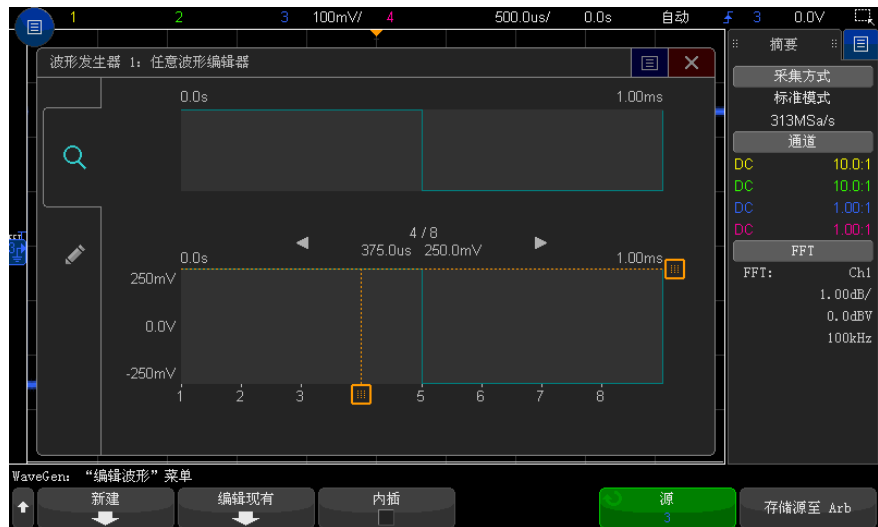 1 2 3 100mV/ 4 500.0us/ 0.0s 自动 3 0.0V
摘要
波形发生器 1: 任意波形编辑器
采集方式
标准模式
313MSa/s
通道
DC 10.0:1
DC 10.0:1
DC 1.00:1
DC 1.00:1
FFT
FFT: Ch1
1.00dB/
0.0dBV
100kHz
0.0s 1.00ms
4 / 8
375.0us 250.0mV
0.0s 1.00ms
250mV
0.0V
-250mV
1 2 3 5 6 7 8
WaveGen: “编辑波形” 菜单
新建
编辑现有
内插
源
3
存储源至 Arb